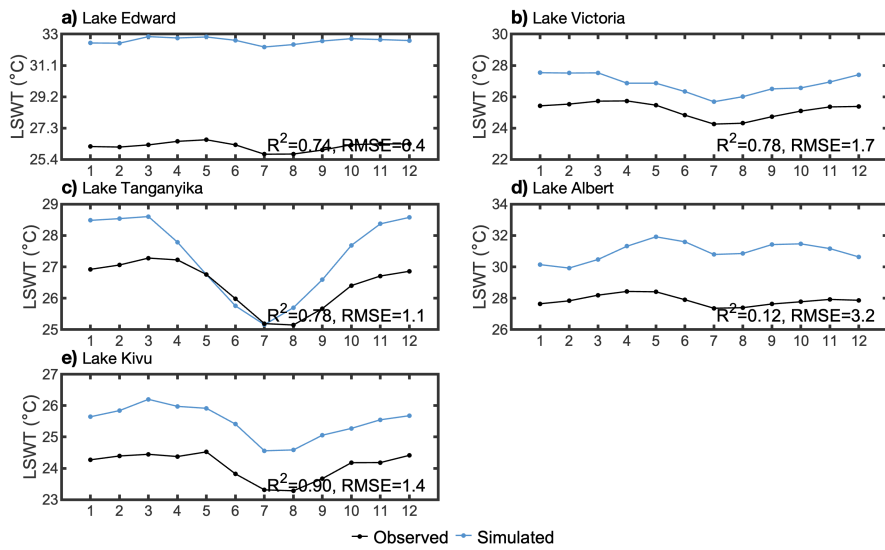 a) Lake Edward
33
31.1
29.2
27.3
25.4
LSWT (°C)
R²=0.74, RMSE=6.4
1 2 3 4 5 6 7 8 9 10 11 12
b) Lake Victoria
30
28
26
24
22
LSWT (°C)
R²=0.78, RMSE=1.7
1 2 3 4 5 6 7 8 9 10 11 12
c) Lake Tanganyika
29
28
27
26
25
LSWT (°C)
R²=0.78, RMSE=1.1
1 2 3 4 5 6 7 8 9 10 11 12
d) Lake Albert
34
32
30
28
26
LSWT (°C)
R²=0.12, RMSE=3.2
1 2 3 4 5 6 7 8 9 10 11 12
e) Lake Kivu
27
26
25
24
23
LSWT (°C)
R²=0.90, RMSE=1.4
1 2 3 4 5 6 7 8 9 10 11 12
Observed Simulated